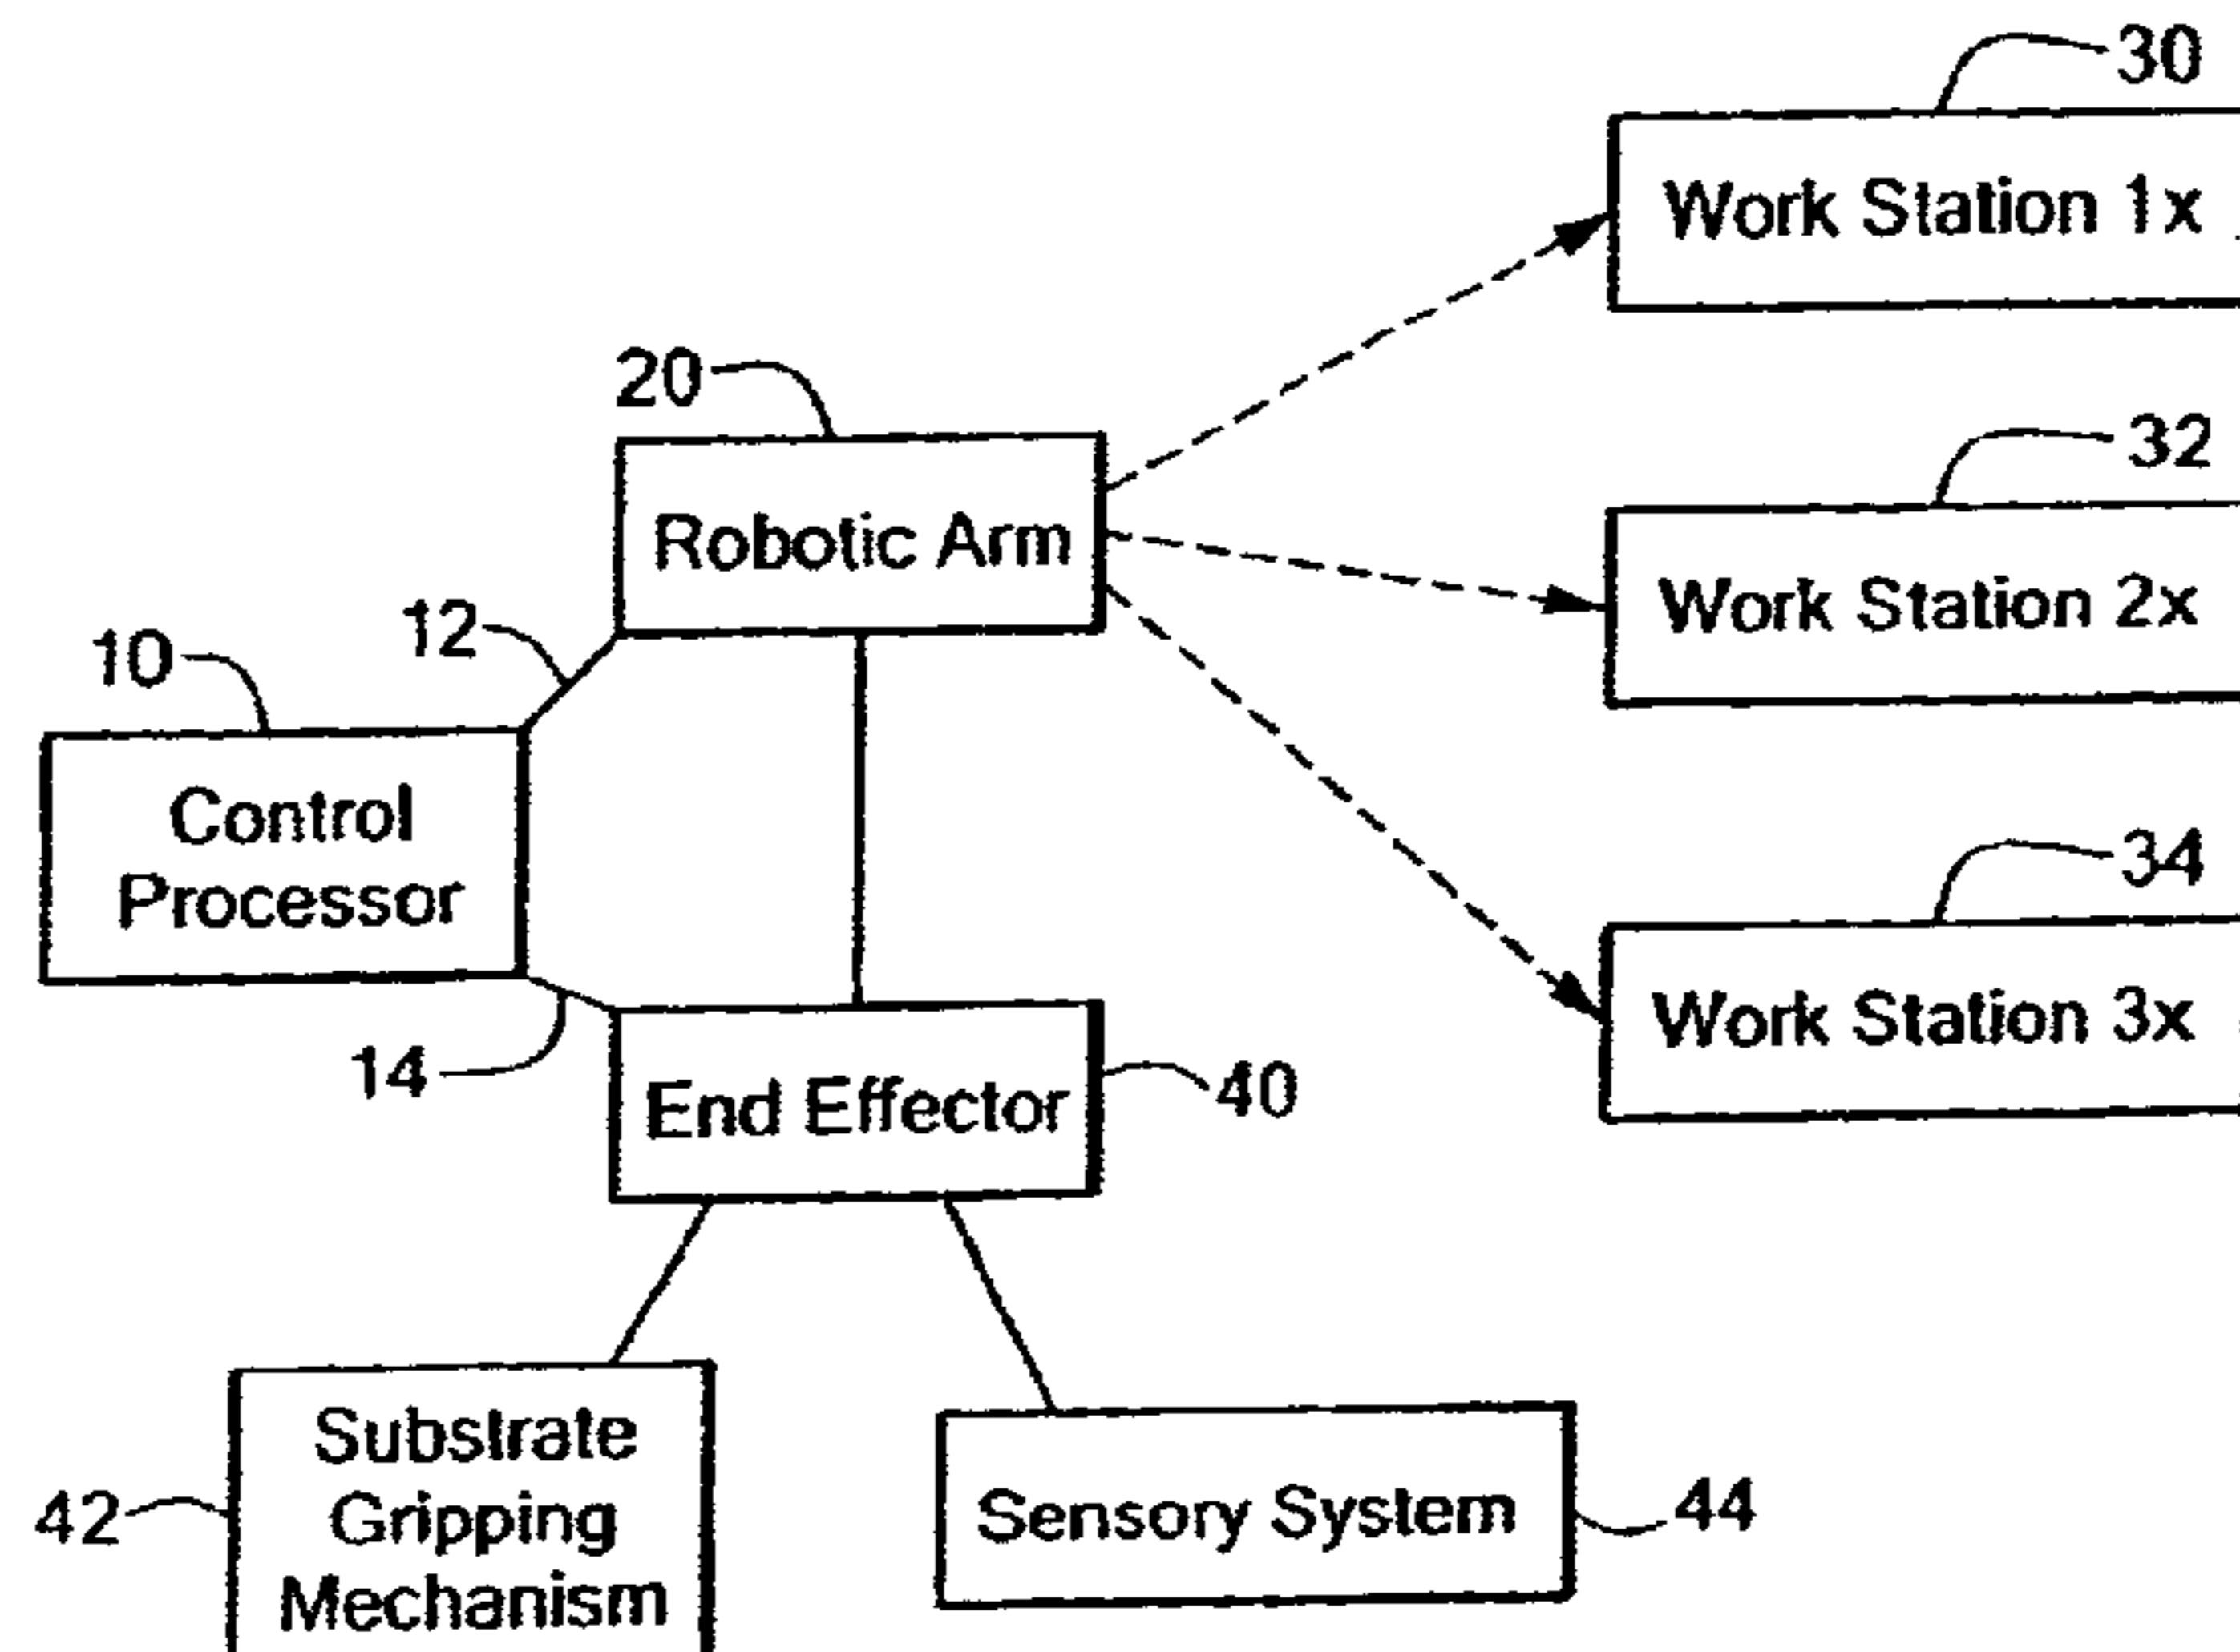 30
Work Station 1x
20
32
Robotic Arm
Work Station 2x
12
10
Control
Processor
34
Work Station 3x
14
End Effector
40
Substrate
Gripping
Mechanism
42
Sensory System
44